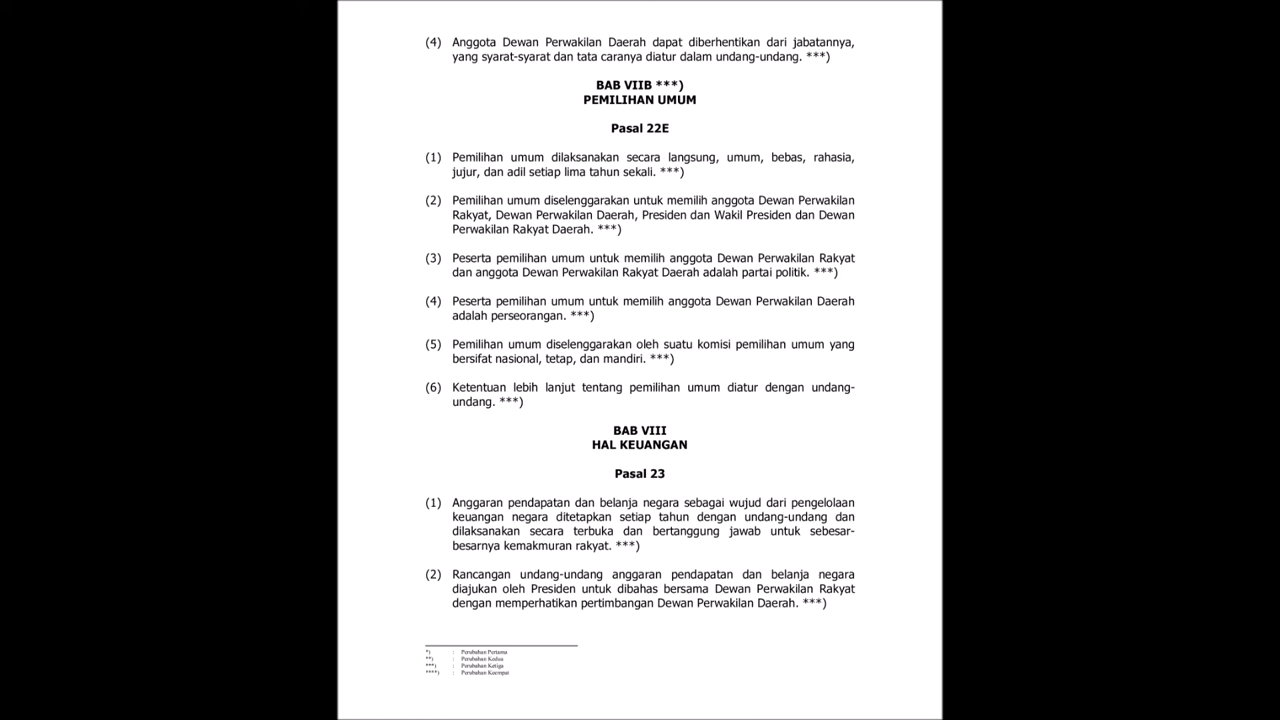 (4) Anggota Dewan Perwakilan Daerah dapat diberhentikan dari jabatannya,
yang syarat-syarat dan tata caranya diatur dalam undang-undang. ***)
BAB VIIB ***)
PEMILIHAN UMUM
Pasal 22E
(1) Pemilihan umum dilaksanakan secara langsung, umum, bebas, rahasia,
jujur, dan adil setiap lima tahun sekali. ***)
(2) Pemilihan umum diselenggarakan untuk memilih anggota Dewan Perwakilan
Rakyat, Dewan Perwakilan Daerah, Presiden dan Wakil Presiden dan Dewan
Perwakilan Rakyat Daerah. ***)
(3) Peserta pemilihan umum untuk memilih anggota Dewan Perwakilan Rakyat
dan anggota Dewan Perwakilan Rakyat Daerah adalah partai politik. ***)
(4) Peserta pemilihan umum untuk memilih anggota Dewan Perwakilan Daerah
adalah perseorangan. ***)
(5) Pemilihan umum diselenggarakan oleh suatu komisi pemilihan umum yang
bersifat nasional, tetap, dan mandiri. ***)
(6) Ketentuan lebih lanjut tentang pemilihan umum diatur dengan undang-
undang. ***)
BAB VIII
HAL KEUANGAN
Pasal 23
(1) Anggaran pendapatan dan belanja negara sebagai wujud dari pengelolaan
keuangan negara ditetapkan setiap tahun dengan undang-undang dan
dilaksanakan secara terbuka dan bertanggung jawab untuk sebesar-
besarnya kemakmuran rakyat. ***)
(2) Rancangan undang-undang anggaran pendapatan dan belanja negara
diajukan oleh Presiden untuk dibahas bersama Dewan Perwakilan Rakyat
dengan memperhatikan pertimbangan Dewan Perwakilan Daerah. ***)
*) : Perubahan Pertama
**) : Perubahan Kedua
***) : Perubahan Ketiga
****) : Perubahan Keempat